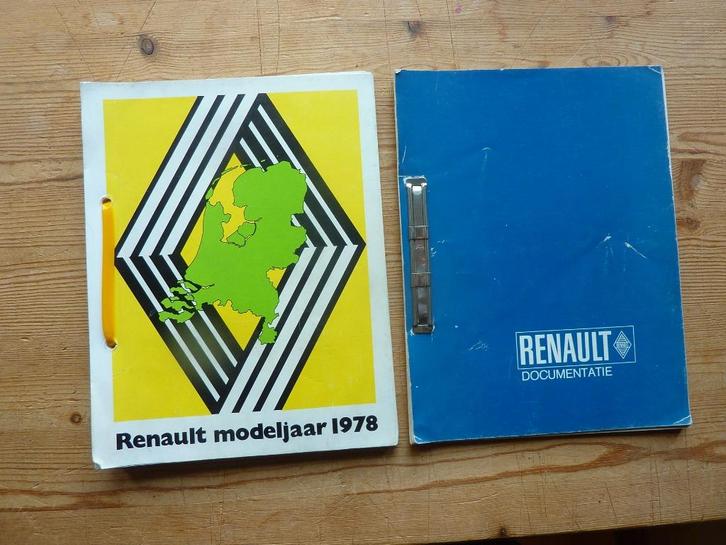 Renault modeljaar 1978
RENAULT
DOCUMENTATIE